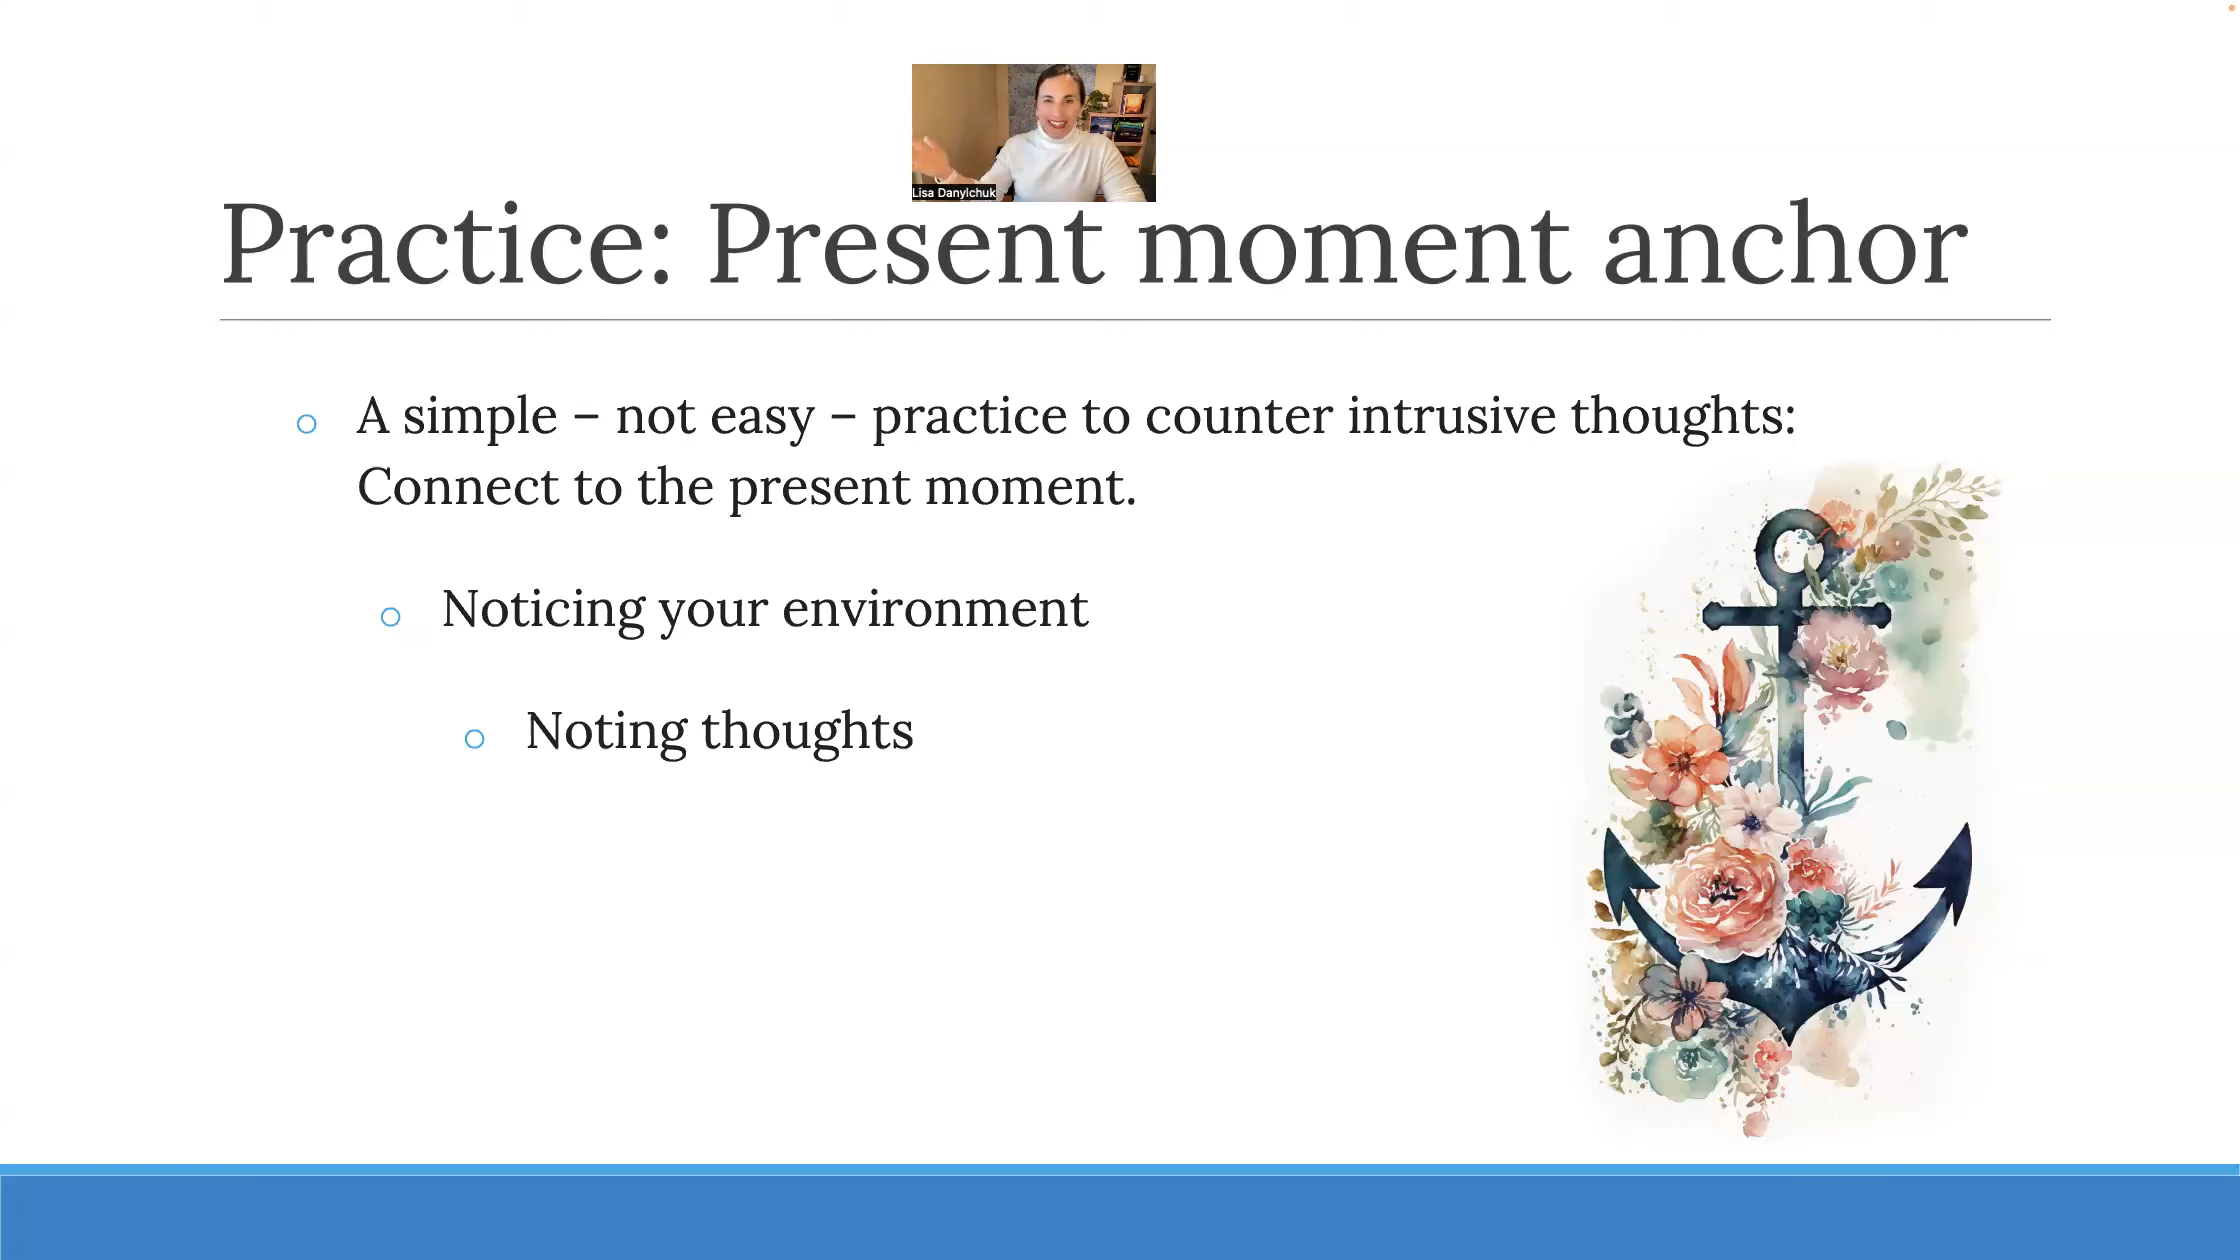 Lisa Danylchuk
Practice: Present moment anchor
A simple – not easy – practice to counter intrusive thoughts:
Connect to the present moment.
Noticing your environment
Noting thoughts